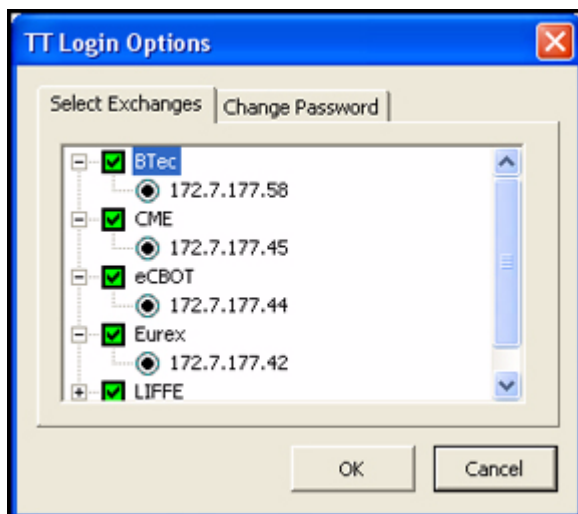 TT Login Options
Select Exchanges Change Password
BTec
172.7.177.58
CME
172.7.177.45
eCBOT
172.7.177.44
Eurex
172.7.177.42
LIFFE
OK Cancel